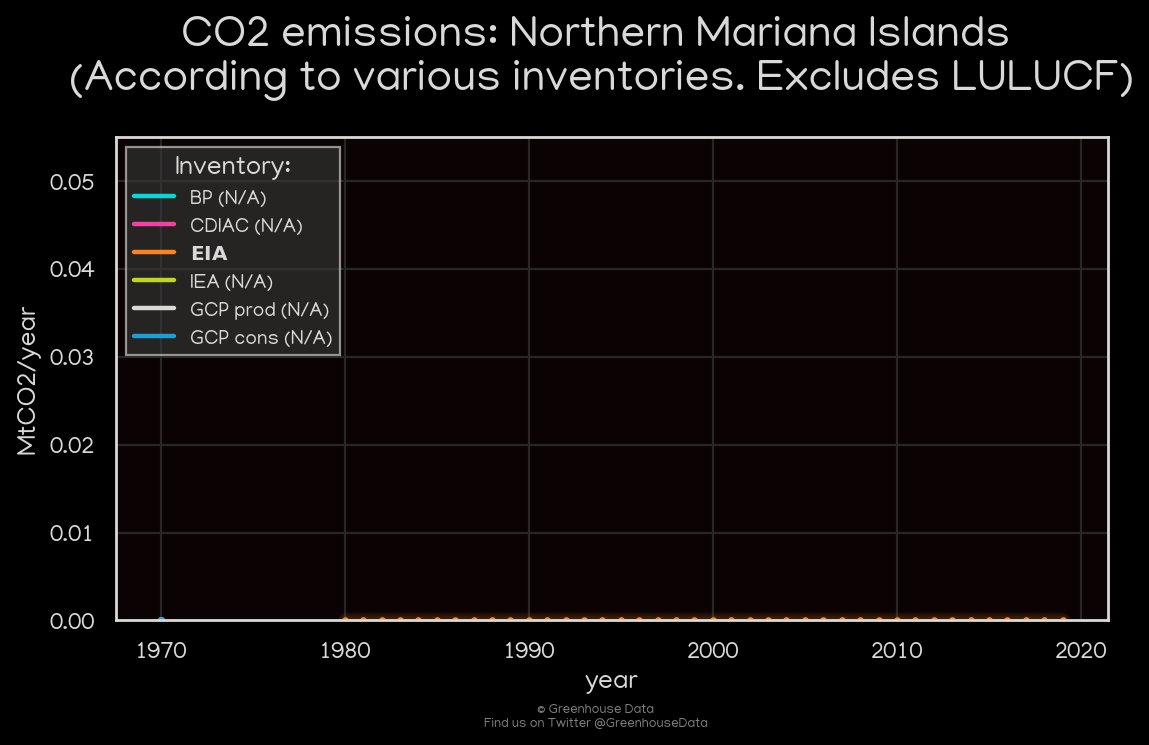 CO2 emissions: Northern Mariana Islands
(According to various inventories. Excludes LULUCF)
Inventory:
BP (N/A)
CDIAC (N/A)
EIA
IEA (N/A)
GCP prod (N/A)
GCP cons (N/A)
MtCO2/year
0.05
0.04
0.03
0.02
0.01
0.00
1970 1980 1990 2000 2010 2020
year
© Greenhouse Data
Find us on Twitter @GreenhouseData